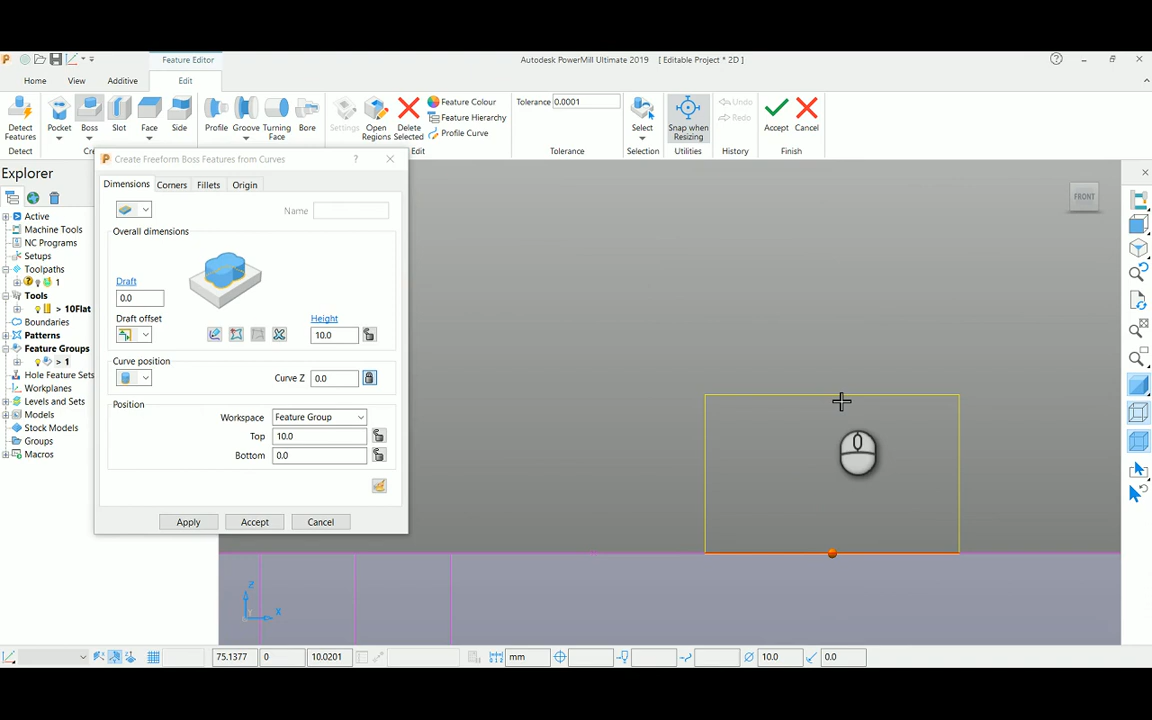 Feature Editor
Autodesk PowerMill Ultimate 2019 [ Editable Project * 2D ]
Home View Additive Edit
Detect Features
Pocket
Boss
Slot
Face
Side
Profile
Groove
Turning Face
Bore
Settings
Open Regions
Delete Selected
Feature Colour
Feature Hierarchy
Profile Curve
Tolerance 0.0001
Select
Snap when Resizing
Undo
Redo
Accept
Cancel
Detect
Cre
Edit
Tolerance
Selection
Utilities
History
Finish
Explorer
Active
Machine Tools
NC Programs
Setups
Toolpaths
1
Tools
> 10Flat
Boundaries
Patterns
Feature Groups
> 1
Hole Feature Sets
Workplanes
Levels and Sets
Models
Stock Models
Groups
Macros
Create Freeform Boss Features from Curves
?
Dimensions Corners Fillets Origin
Name
Overall dimensions
Draft
0.0
Draft offset
Height
10.0
Curve position
Curve Z 0.0
Position
Workspace Feature Group
Top 10.0
Bottom 0.0
Apply Accept Cancel
FRONT
Z
X
75.1377 0 10.0201 mm 10.0 0.0